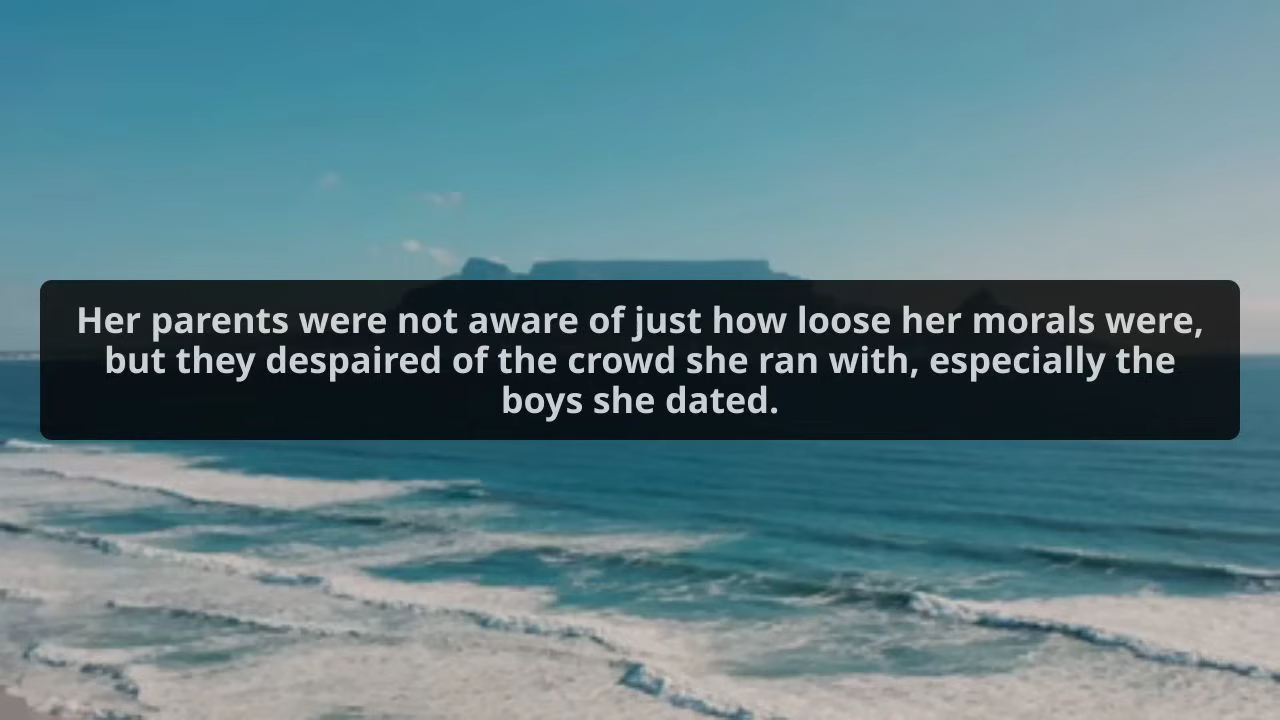 Her parents were not aware of just how loose her morals were,
but they despaired of the crowd she ran with, especially the
boys she dated.